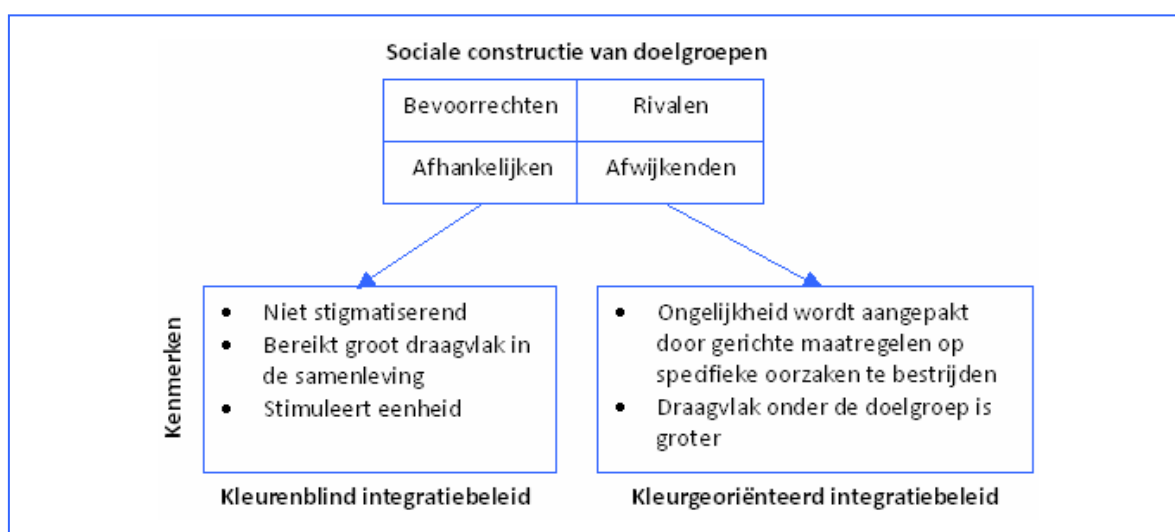 Sociale constructie van doelgroepen
Bevoorrechten
Rivalen
Afhankelijken
Afwijkenden
Kenmerken
• Niet stigmatiserend
• Bereikt groot draagvlak in
de samenleving
• Stimuleert eenheid
• Ongelijkheid wordt aangepakt
door gerichte maatregelen op
specifieke oorzaken te bestrijden
• Draagvlak onder de doelgroep is
groter
Kleurenblind integratiebeleid
Kleurgeoriënteerd integratiebeleid